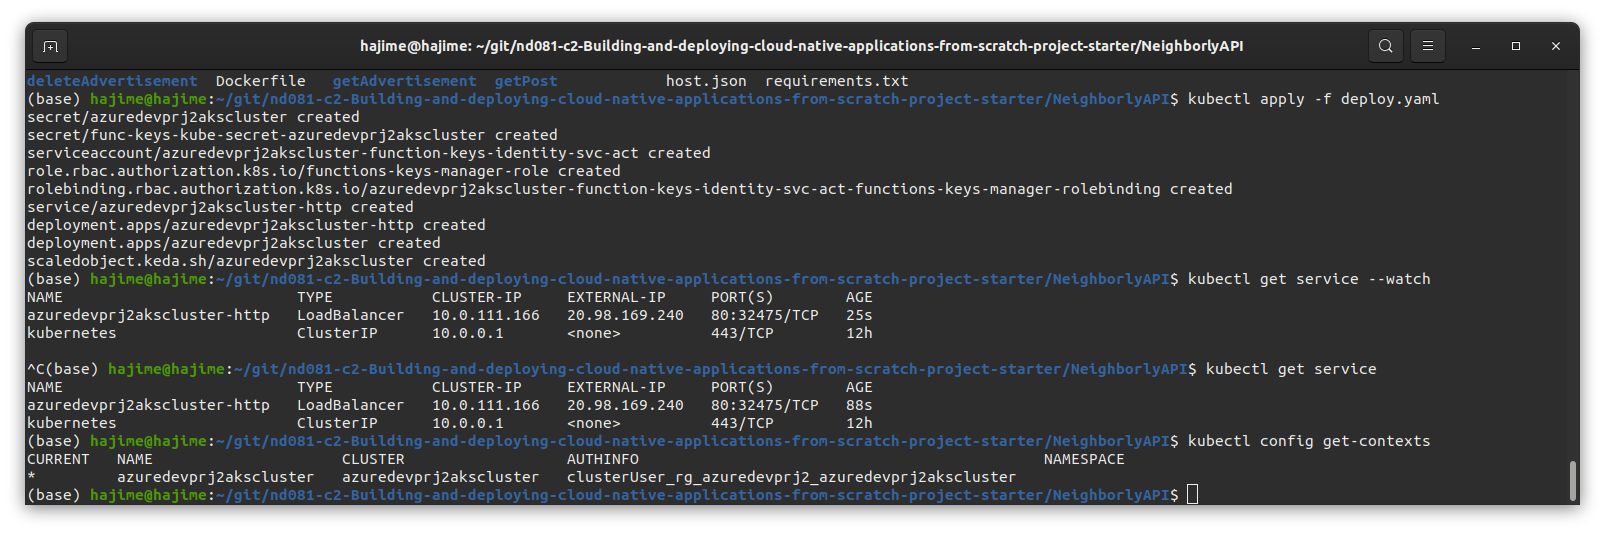 hajime@hajime: ~/git/nd081-c2-Building-and-deploying-cloud-native-applications-from-scratch-project-starter/NeighborlyAPI
deleteAdvertisement  Dockerfile   getAdvertisement  getPost            host.json  requirements.txt
(base) hajime@hajime:~/git/nd081-c2-Building-and-deploying-cloud-native-applications-from-scratch-project-starter/NeighborlyAPI$ kubectl apply -f deploy.yaml
secret/azuredevprj2akscluster created
secret/func-keys-kube-secret-azuredevprj2akscluster created
serviceaccount/azuredevprj2akscluster-function-keys-identity-svc-act created
role.rbac.authorization.k8s.io/functions-keys-manager-role created
rolebinding.rbac.authorization.k8s.io/azuredevprj2akscluster-function-keys-identity-svc-act-functions-keys-manager-rolebinding created
service/azuredevprj2akscluster-http created
deployment.apps/azuredevprj2akscluster-http created
deployment.apps/azuredevprj2akscluster created
scaledobject.keda.sh/azuredevprj2akscluster created
(base) hajime@hajime:~/git/nd081-c2-Building-and-deploying-cloud-native-applications-from-scratch-project-starter/NeighborlyAPI$ kubectl get service --watch
NAME                          TYPE           CLUSTER-IP     EXTERNAL-IP     PORT(S)        AGE
azuredevprj2akscluster-http   LoadBalancer   10.0.111.166   20.98.169.240   80:32475/TCP   25s
kubernetes                    ClusterIP      10.0.0.1       <none>          443/TCP        12h
^C(base) hajime@hajime:~/git/nd081-c2-Building-and-deploying-cloud-native-applications-from-scratch-project-starter/NeighborlyAPI$ kubectl get service
NAME                          TYPE           CLUSTER-IP     EXTERNAL-IP     PORT(S)        AGE
azuredevprj2akscluster-http   LoadBalancer   10.0.111.166   20.98.169.240   80:32475/TCP   88s
kubernetes                    ClusterIP      10.0.0.1       <none>          443/TCP        12h
(base) hajime@hajime:~/git/nd081-c2-Building-and-deploying-cloud-native-applications-from-scratch-project-starter/NeighborlyAPI$ kubectl config get-contexts
CURRENT   NAME                     CLUSTER                  AUTHINFO                                             NAMESPACE
*         azuredevprj2akscluster   azuredevprj2akscluster   clusterUser_rg_azuredevprj2_azuredevprj2akscluster
(base) hajime@hajime:~/git/nd081-c2-Building-and-deploying-cloud-native-applications-from-scratch-project-starter/NeighborlyAPI$